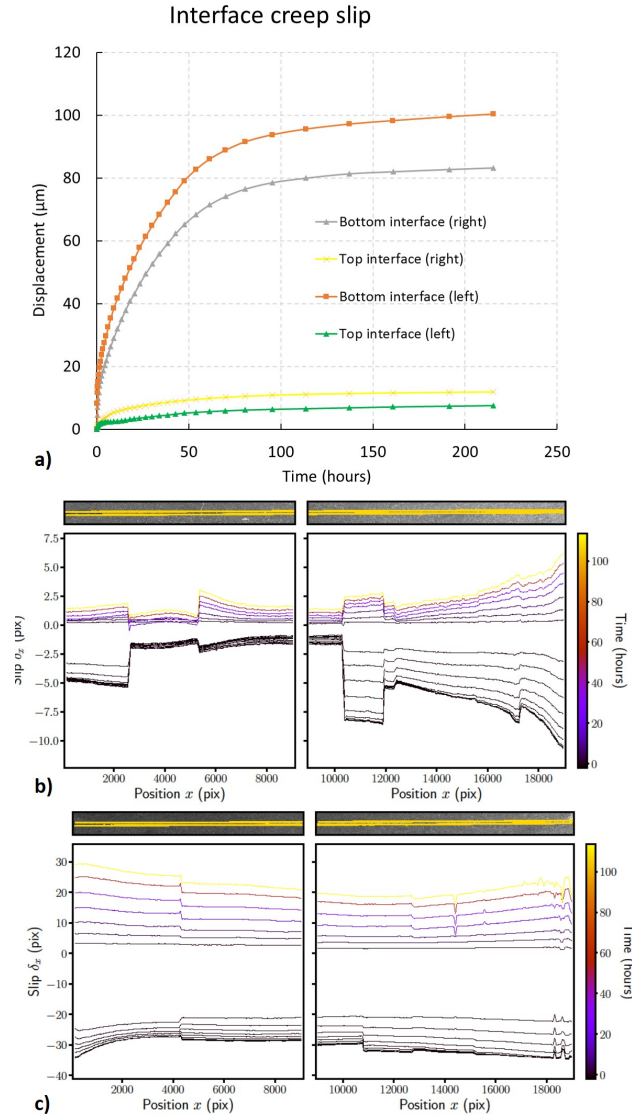 Interface creep slip
120
100
80
60
40
20
0
Displacement (µm)
Bottom interface (right)
Top interface (right)
Bottom interface (left)
Top interface (left)
0 50 100 150 200 250
Time (hours)
a)
7.5
5.0
2.5
0.0
−2.5
−5.0
−7.5
−10.0
(pix)
2000 4000 6000 8000
10000 12000 14000 16000 18000
Position x (pix)
Position x (pix)
100
80
60
40
20
0
Time (hours)
b)
30
20
10
0
−10
−20
−30
−40
Slip δx (pix)
2000 4000 6000 8000
10000 12000 14000 16000 18000
Position x (pix)
Position x (pix)
100
80
60
40
20
0
Time (hours)
c)